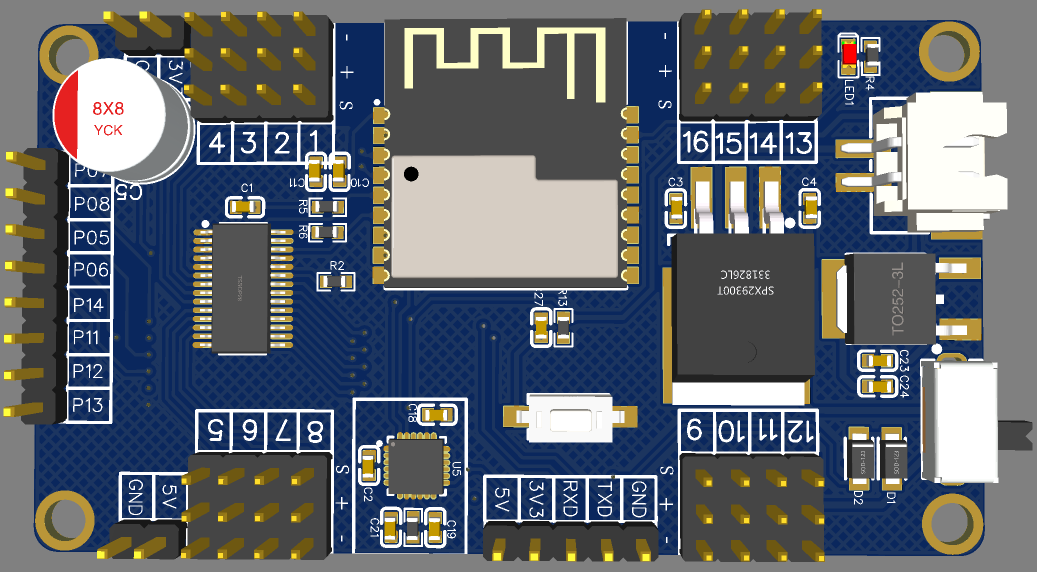 -
+
S
4 3 2 1
3V
8X8
YCK
C5
P07
P08
P05
P06
P14
P11
P12
P13
C1
C11
C10
R5
R6
R2
-
+
S
16 15 14 13
LED1
R4
C3
C4
SPX29300T
331826LC
TO252-3L
C23
C24
27
R13
5 6 7 8
S
+
-
GND
5V
C18
U5
C2
C21
C19
5V
3V3
RXD
TXD
GND
9 10 11 12
S
+
-
D2
D1